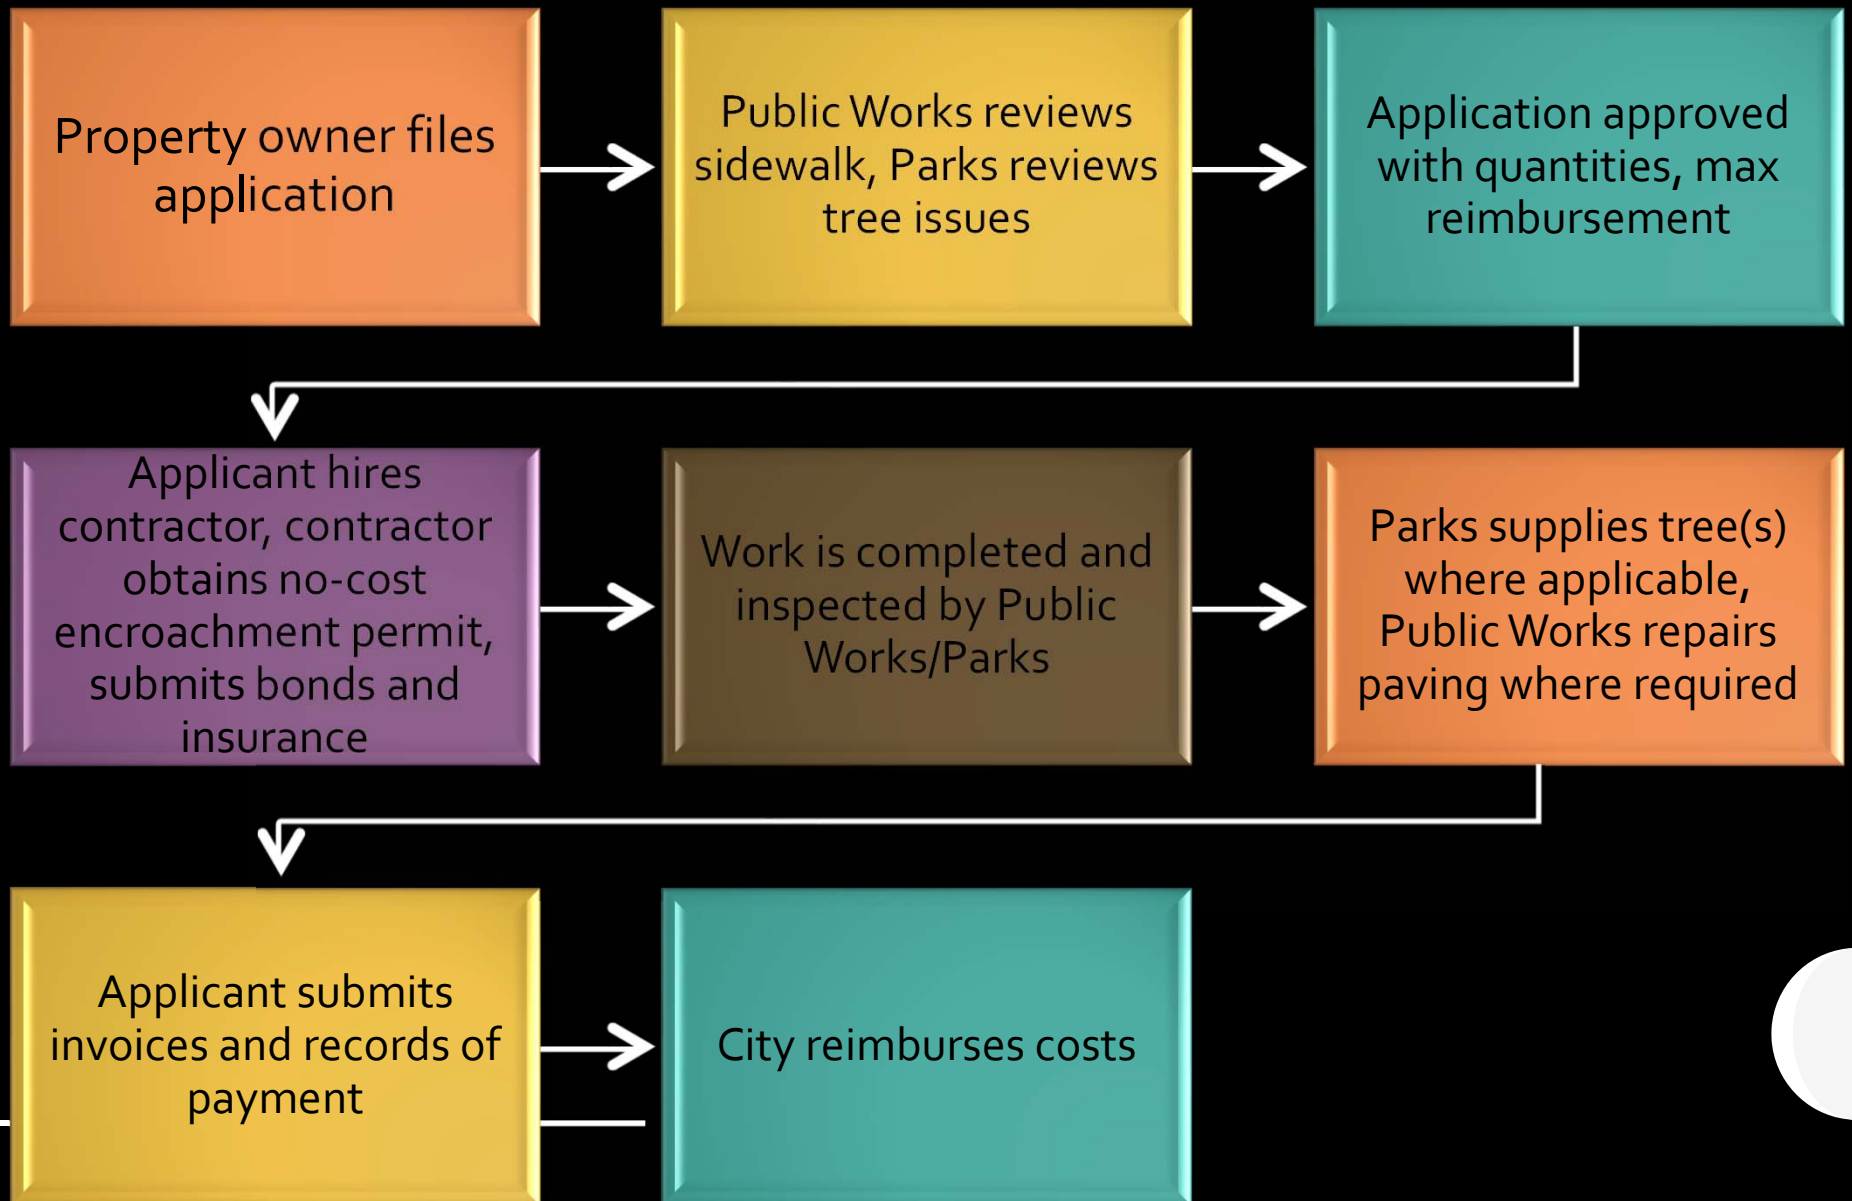 Property owner files
application
Public Works reviews
sidewalk, Parks reviews
tree issues
Application approved
with quantities, max
reimbursement
Applicant hires
contractor, contractor
obtains no-cost
encroachment permit,
submits bonds and
insurance
Work is completed and
inspected by Public
Works/Parks
Parks supplies tree(s)
where applicable,
Public Works repairs
paving where required
Applicant submits
invoices and records of
payment
City reimburses costs